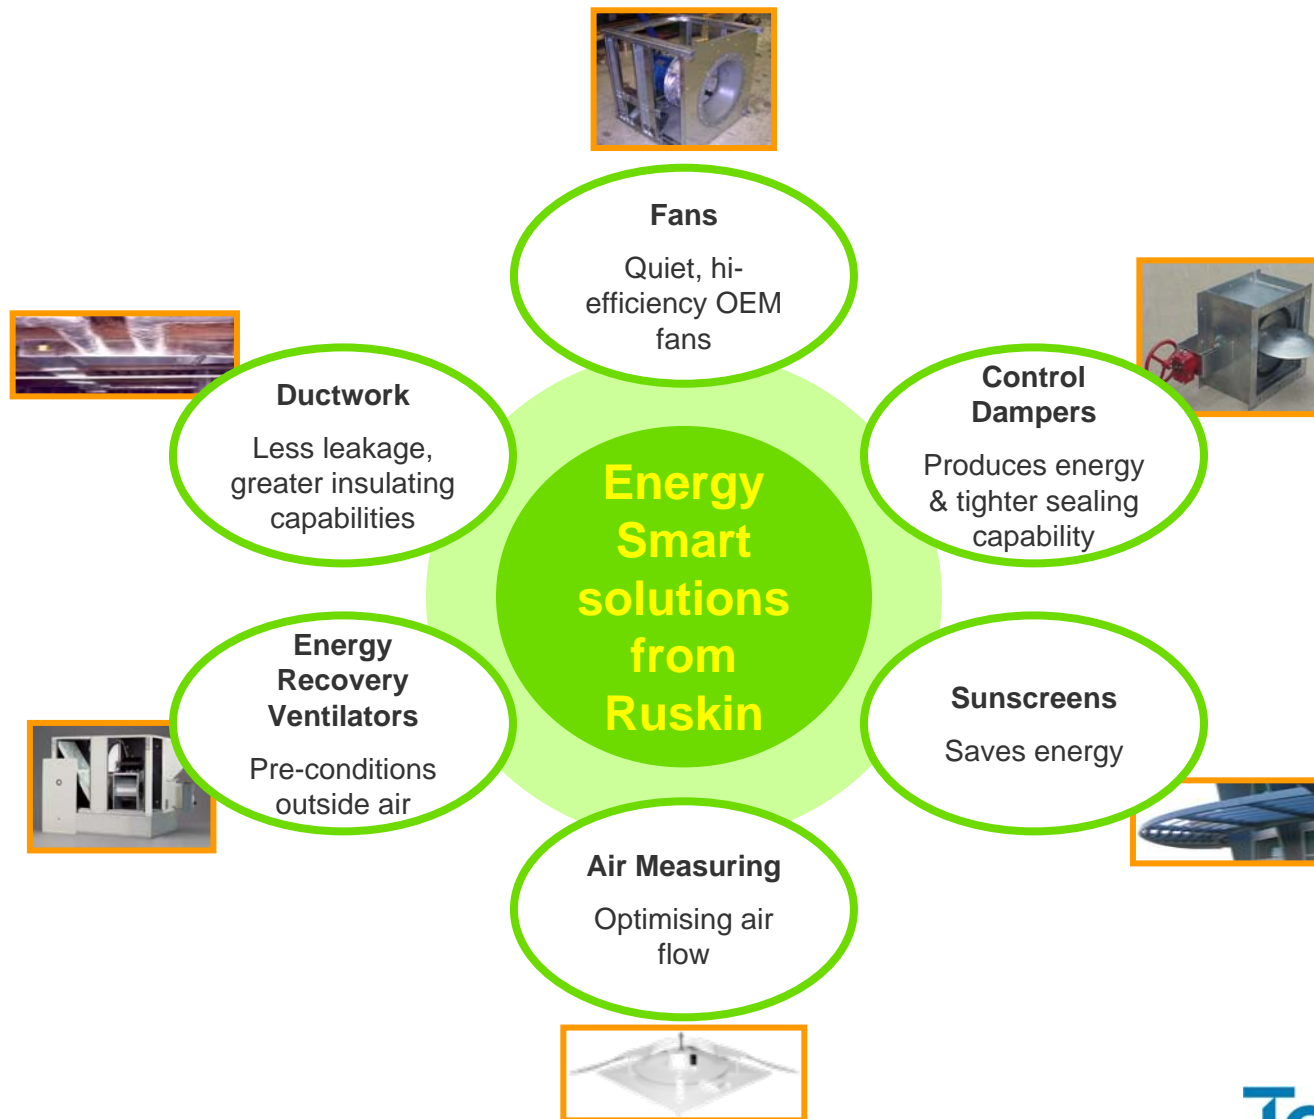 Fans
Quiet, hi-
efficiency OEM
fans
Control
Dampers
Produces energy
& tighter sealing
capability
Sunscreens
Saves energy
Air Measuring
Optimising air
flow
Energy
Recovery
Ventilators
Pre-conditions
outside air
Ductwork
Less leakage,
greater insulating
capabilities
Energy
Smart
solutions
from
Ruskin